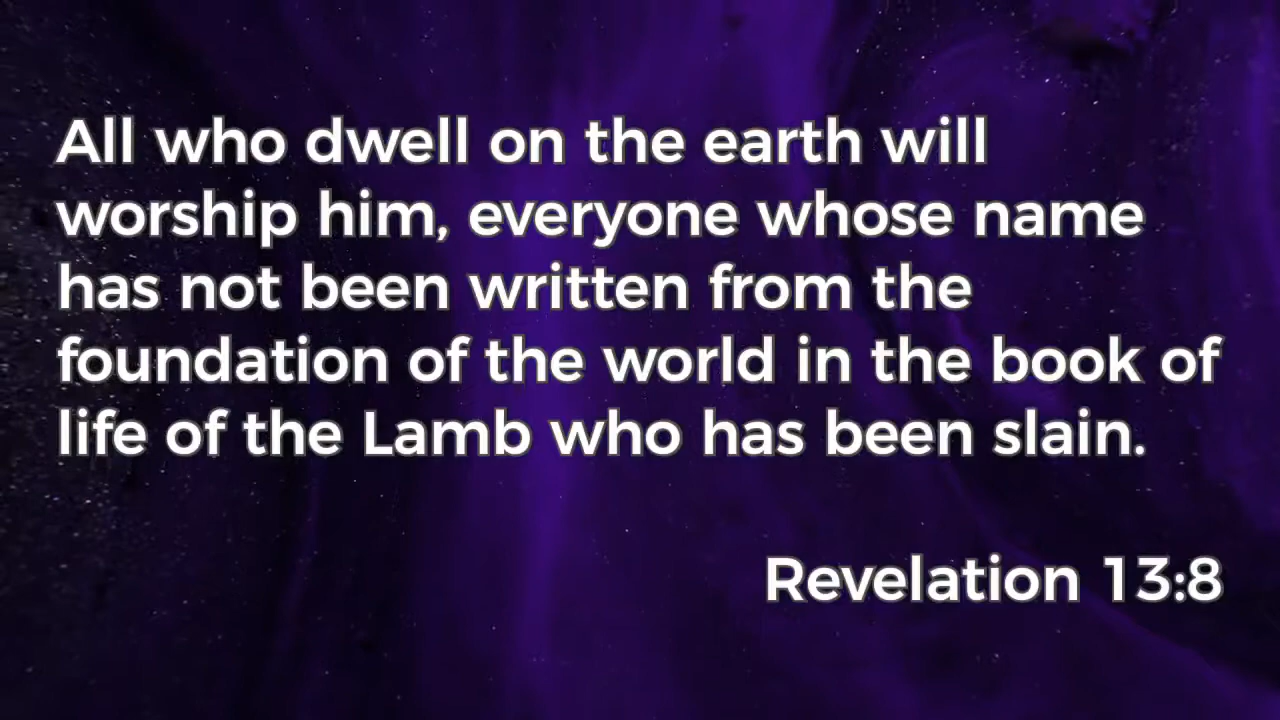 All who dwell on the earth will
worship him, everyone whose name
has not been written from the
foundation of the world in the book of
life of the Lamb who has been slain.
Revelation 13:8